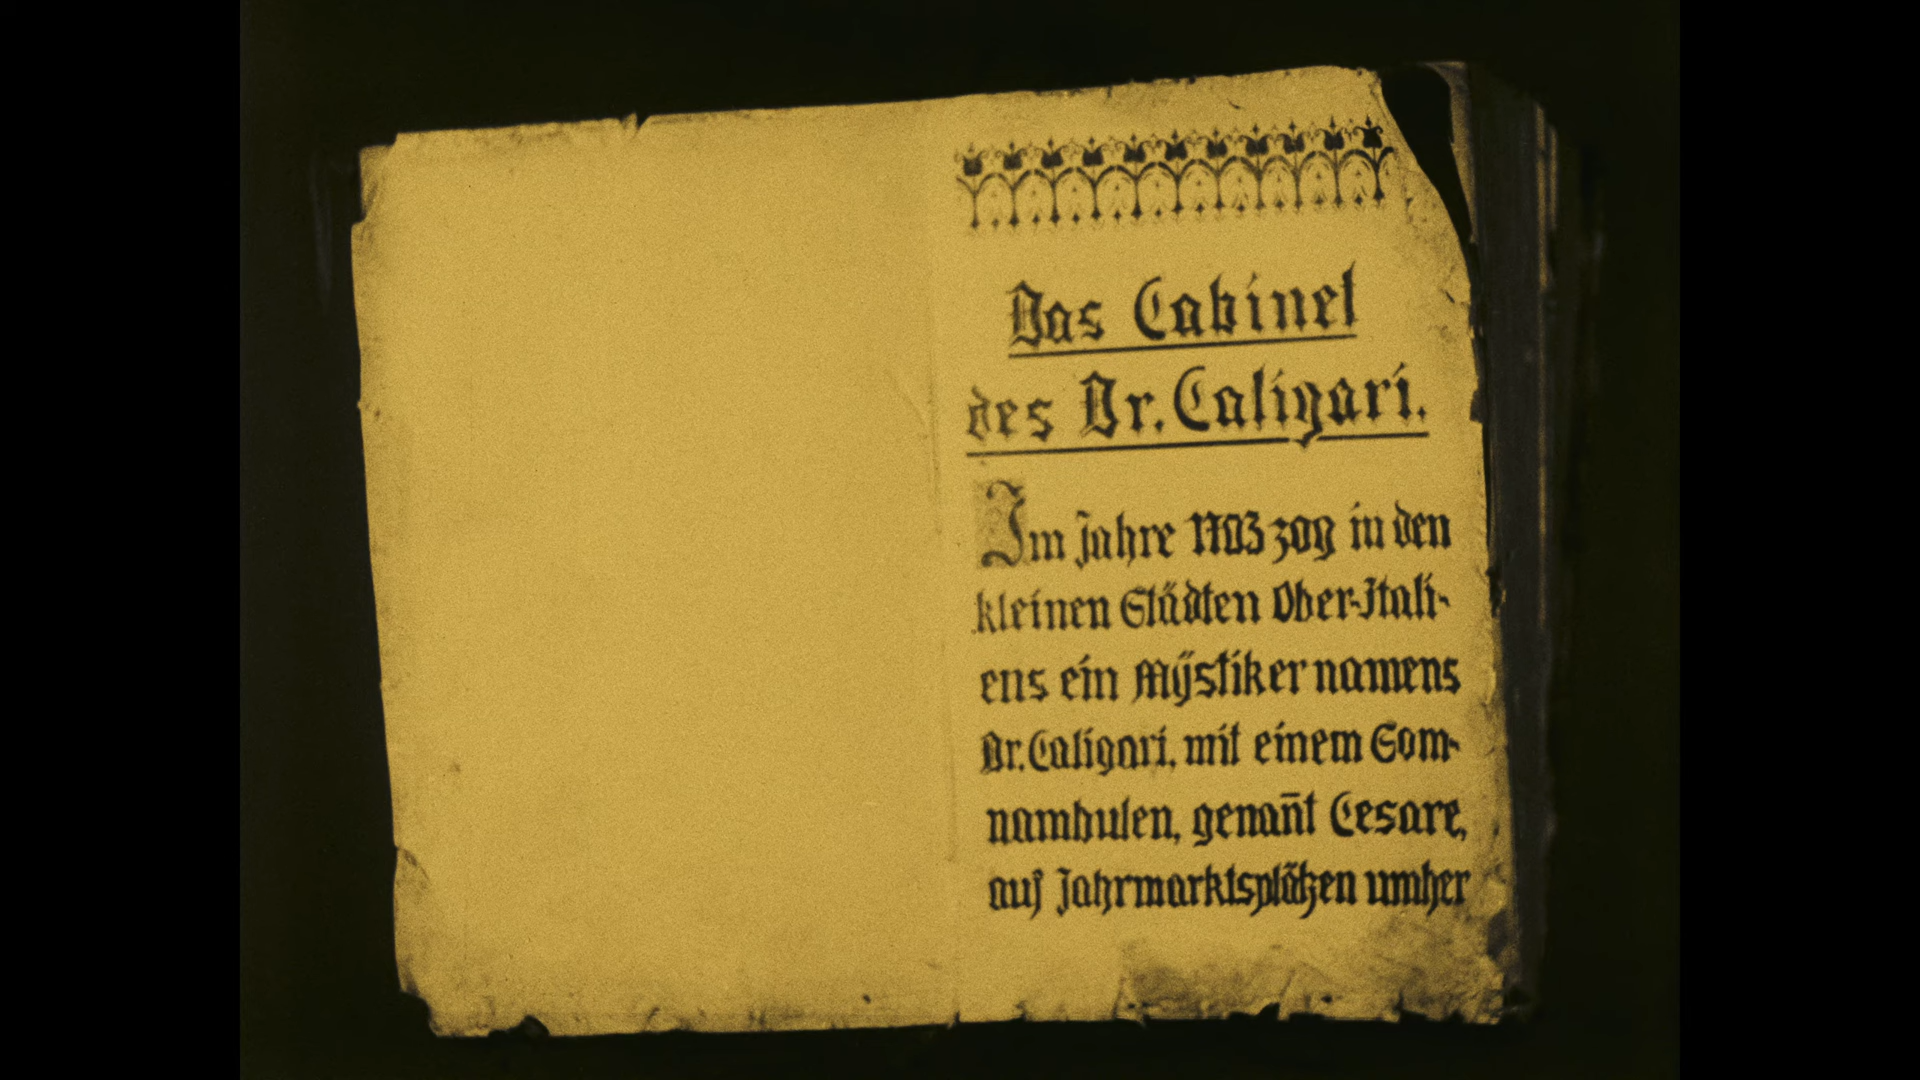 Das Cabinet
des Dr. Caligari.
Im Jahre 1703 zog in den
kleinen Städten Ober-Itali-
ens ein Mÿstiker namens
Dr. Caligari, mit einem Som-
nambulen, genan̄t Cesare,
auf Jahrmarktsplätzen umher